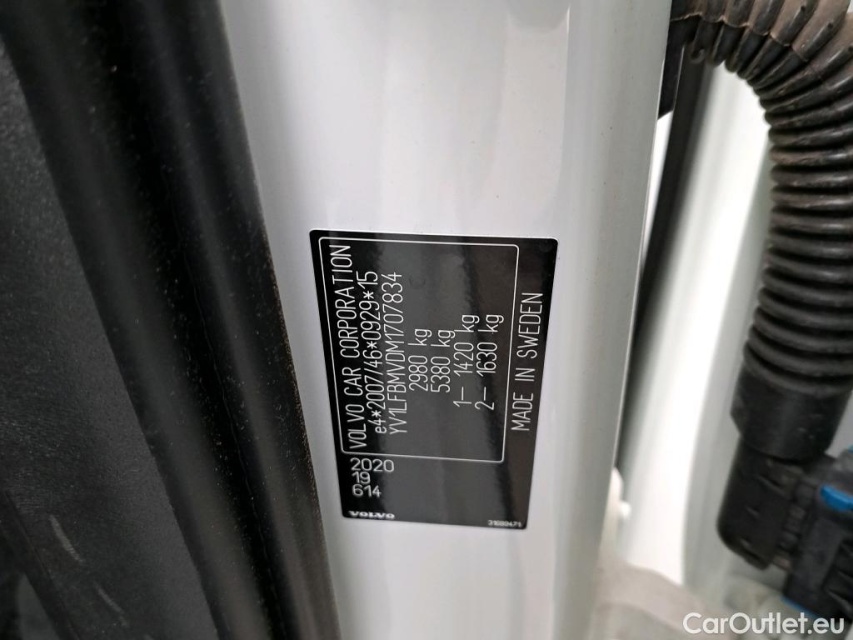 VOLVO CAR CORPORATION
e4*2007/46*0929*15
YV1LFBMVDM1707834
2980 kg
5380 kg
1- 1420 kg
2- 1630 kg
MADE IN SWEDEN
2020
19
614
VOLVO
CarOutlet.eu